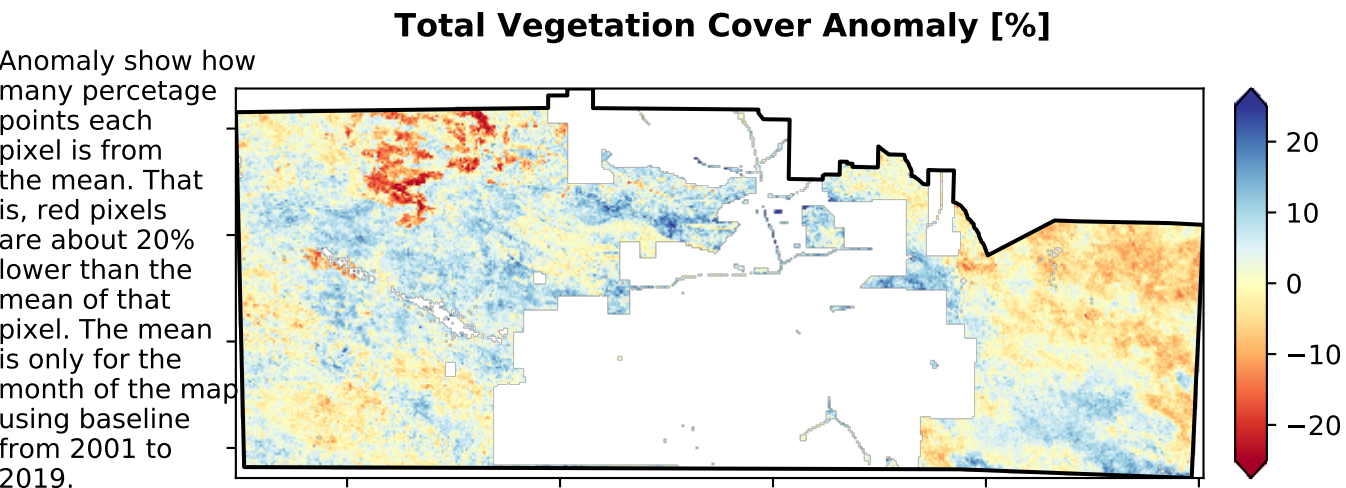 Total Vegetation Cover Anomaly [%]
Anomaly show how
many percetage
points each
pixel is from
the mean. That
is, red pixels
are about 20%
lower than the
mean of that
pixel. The mean
is only for the
month of the map
using baseline
from 2001 to
2019.
20
10
0
−10
−20